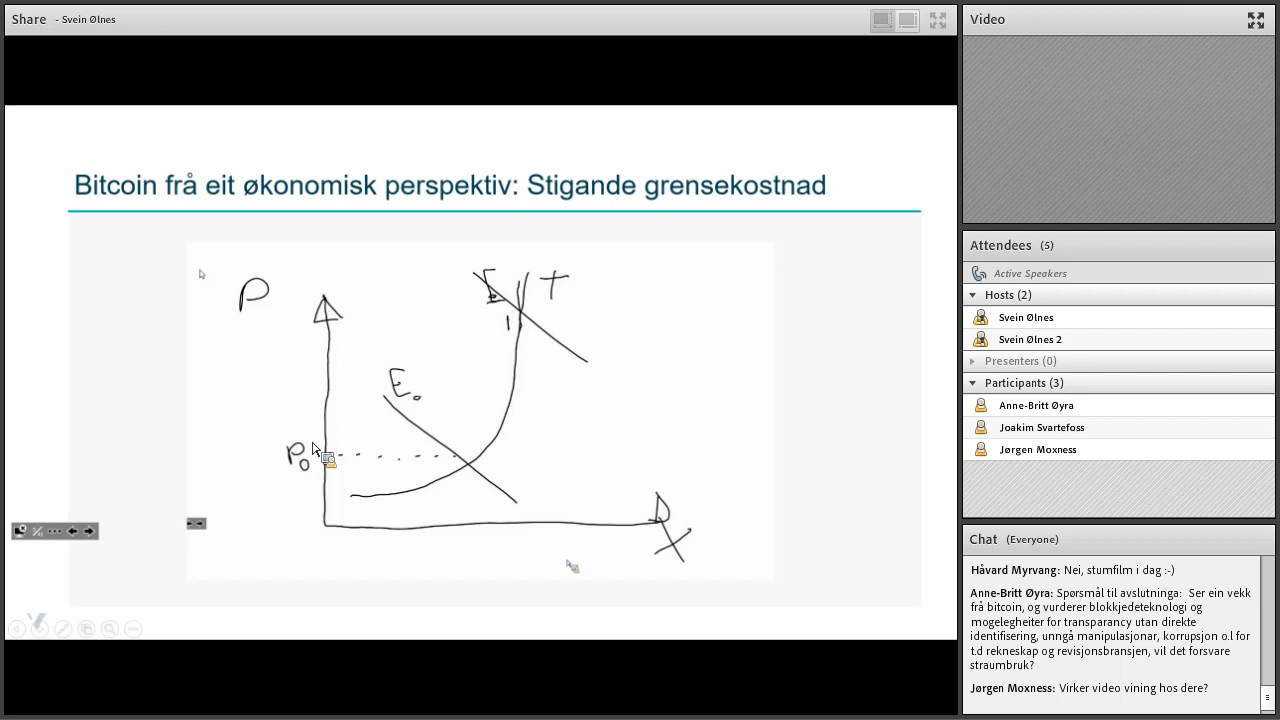 Share - Svein Ølnes
Bitcoin frå eit økonomisk perspektiv: Stigande grensekostnad
P
E
1
T
E₀
P₀
X
Video
Attendees (5)
Active Speakers
Hosts (2)
Svein Ølnes
Svein Ølnes 2
Presenters (0)
Participants (3)
Anne-Britt Øyra
Joakim Svartefoss
Jørgen Moxness
Chat (Everyone)
Håvard Myrvang: Nei, stumfilm i dag :-)
Anne-Britt Øyra: Spørsmål til avslutninga: Ser ein vekk
frå bitcoin, og vurderer blokkjedeteknologi og
mogelegheiter for transparancy utan direkte
identifisering, unngå manipulasjonar, korrupsjon o.l for
t.d rekneskap og revisjonsbransjen, vil det forsvare
straumbruk?
Jørgen Moxness: Virker video vining hos dere?